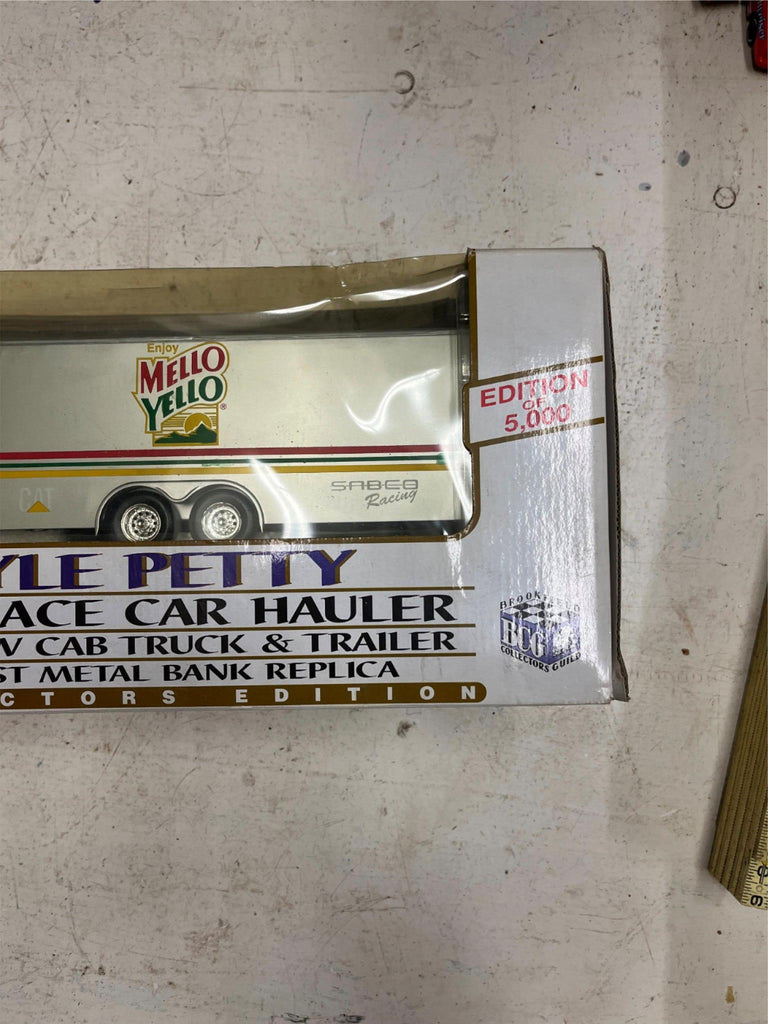 Enjoy
MELLO
YELLO®
EDITION
OF
5,000
CAT
SABCO
Racing
YLE PETTY
ACE CAR HAULER
W CAB TRUCK & TRAILER
ST METAL BANK REPLICA
CTORS EDITION
BCG
COLLECTORS GUILD
9